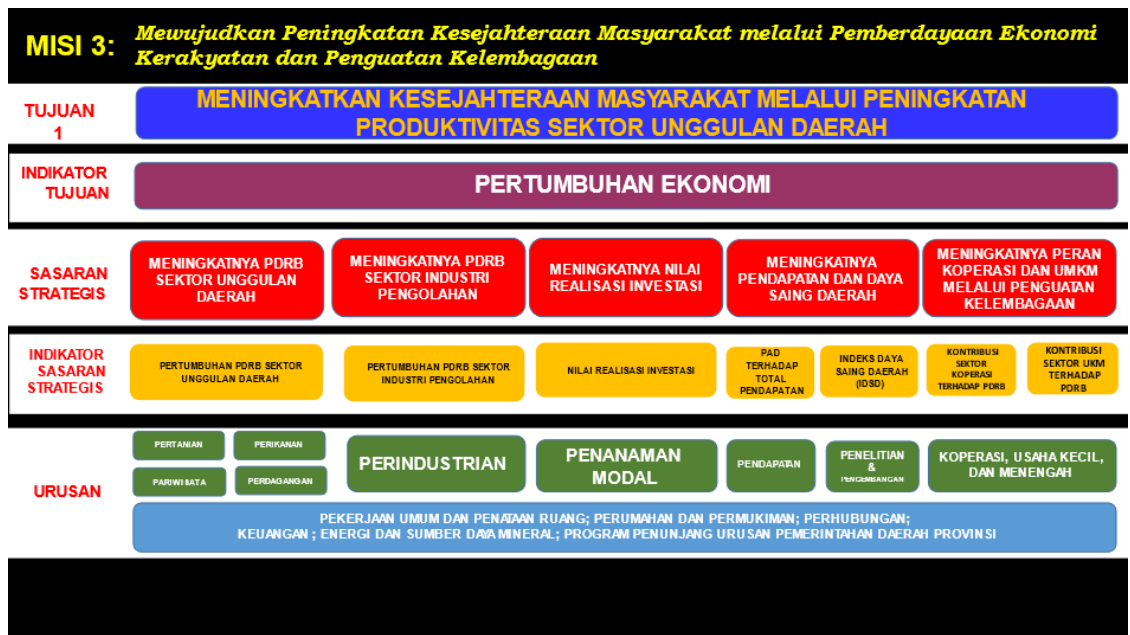 MISI 3:
Mewujudkan Peningkatan Kesejahteraan Masyarakat melalui Pemberdayaan Ekonomi
Kerakyatan dan Penguatan Kelembagaan
TUJUAN
1
MENINGKATKAN KESEJAHTERAAN MASYARAKAT MELALUI PENINGKATAN
PRODUKTIVITAS SEKTOR UNGGULAN DAERAH
INDIKATOR
TUJUAN
PERTUMBUHAN EKONOMI
SASARAN
STRATEGIS
MENINGKATNYA PDRB
SEKTOR UNGGULAN
DAERAH
MENINGKATNYA PDRB
SEKTOR INDUSTRI
PENGOLAHAN
MENINGKATNYA NILAI
REALISASI INVESTASI
MENINGKATNYA
PENDAPATAN DAN DAYA
SAING DAERAH
MENINGKATNYA PERAN
KOPERASI DAN UMKM
MELALUI PENGUATAN
KELEMBAGAAN
INDIKATOR
SASARAN
STRATEGIS
PERTUMBUHAN PDRB SEKTOR
UNGGULAN DAERAH
PERTUMBUHAN PDRB SEKTOR
INDUSTRI PENGOLAHAN
NILAI REALISASI INVESTASI
PAD
TERHADAP
TOTAL
PENDAPATAN
INDEKS DAYA
SAING DAERAH
(IDSD)
KONTRIBUSI
SEKTOR
KOPERASI
TERHADAP PDRB
KONTRIBUSI
SEKTOR UKM
TERHADAP
PDRB
URUSAN
PERTANIAN
PERIKANAN
PARIWISATA
PERDAGANGAN
PERINDUSTRIAN
PENANAMAN
MODAL
PENDAPATAN
PENELITIAN
&
PENGEMBANGAN
KOPERASI, USAHA KECIL,
DAN MENENGAH
PEKERJAAN UMUM DAN PENATAAN RUANG; PERUMAHAN DAN PERMUKIMAN; PERHUBUNGAN;
KEUANGAN ; ENERGI DAN SUMBER DAYA MINERAL; PROGRAM PENUNJANG URUSAN PEMERINTAHAN DAERAH PROVINSI